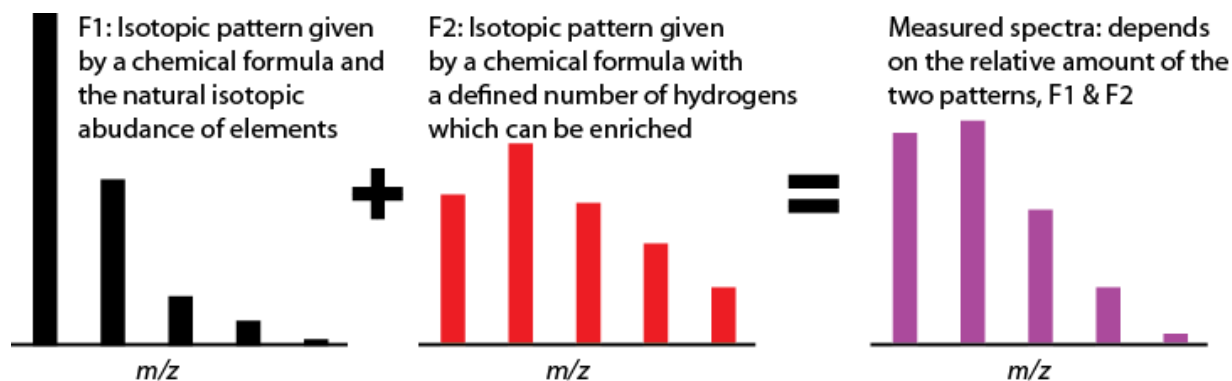 F1: Isotopic pattern given
by a chemical formula and
the natural isotopic
abudance of elements
F2: Isotopic pattern given
by a chemical formula with
a defined number of hydrogens
which can be enriched
Measured spectra: depends
on the relative amount of the
two patterns, F1 & F2
+
=
m/z
m/z
m/z